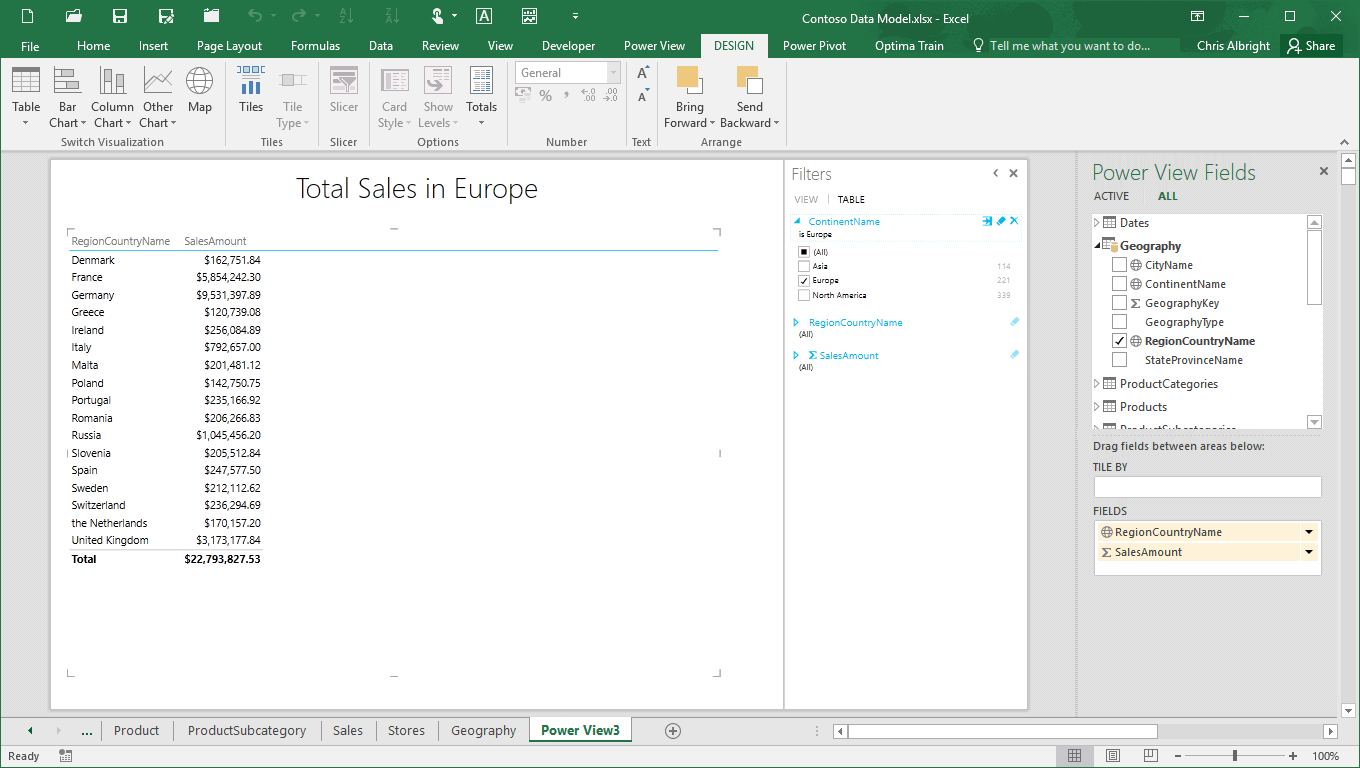 Contoso Data Model.xlsx - Excel
File Home Insert Page Layout Formulas Data Review View Developer Power View DESIGN Power Pivot Optima Train Tell me what you want to do... Chris Albright Share
General
Table Bar Chart Column Chart Other Chart Map Tiles Tile Type Slicer Card Style Show Levels Totals Bring Forward Send Backward
Switch Visualization Tiles Slicer Options Number Text Arrange
Total Sales in Europe
RegionCountryName SalesAmount
Denmark $162,751.84
France $5,854,242.30
Germany $9,531,397.89
Greece $120,739.08
Ireland $256,084.89
Italy $792,657.00
Malta $201,481.12
Poland $142,750.75
Portugal $235,166.92
Romania $206,266.83
Russia $1,045,456.20
Slovenia $205,512.84
Spain $247,577.50
Sweden $212,112.62
Switzerland $236,294.69
the Netherlands $170,157.20
United Kingdom $3,173,177.84
Total $22,793,827.53
Filters
VIEW TABLE
ContinentName
is Europe
(All)
Asia 114
Europe 221
North America 339
RegionCountryName
(All)
Σ SalesAmount
(All)
Power View Fields
ACTIVE ALL
Dates
Geography
CityName
ContinentName
Σ GeographyKey
GeographyType
RegionCountryName
StateProvinceName
ProductCategories
Products
ProductSubcategories
Drag fields between areas below:
TILE BY
FIELDS
RegionCountryName
Σ SalesAmount
... Product ProductSubcategory Sales Stores Geography Power View3
Ready 100%